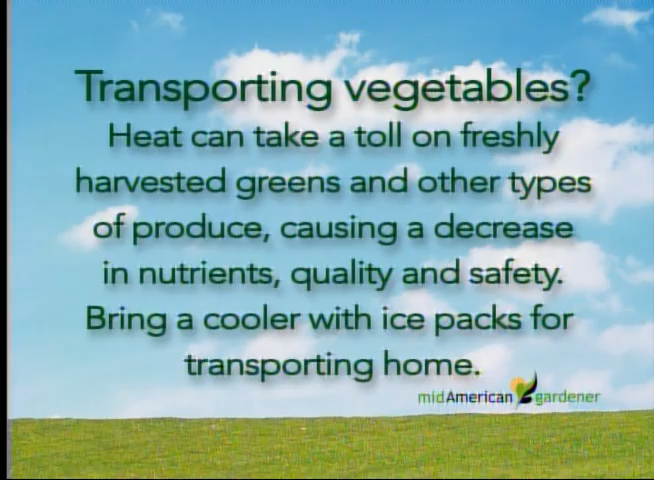 Transporting vegetables?
Heat can take a toll on freshly
harvested greens and other types
of produce, causing a decrease
in nutrients, quality and safety.
Bring a cooler with ice packs for
transporting home.
midAmerican gardener